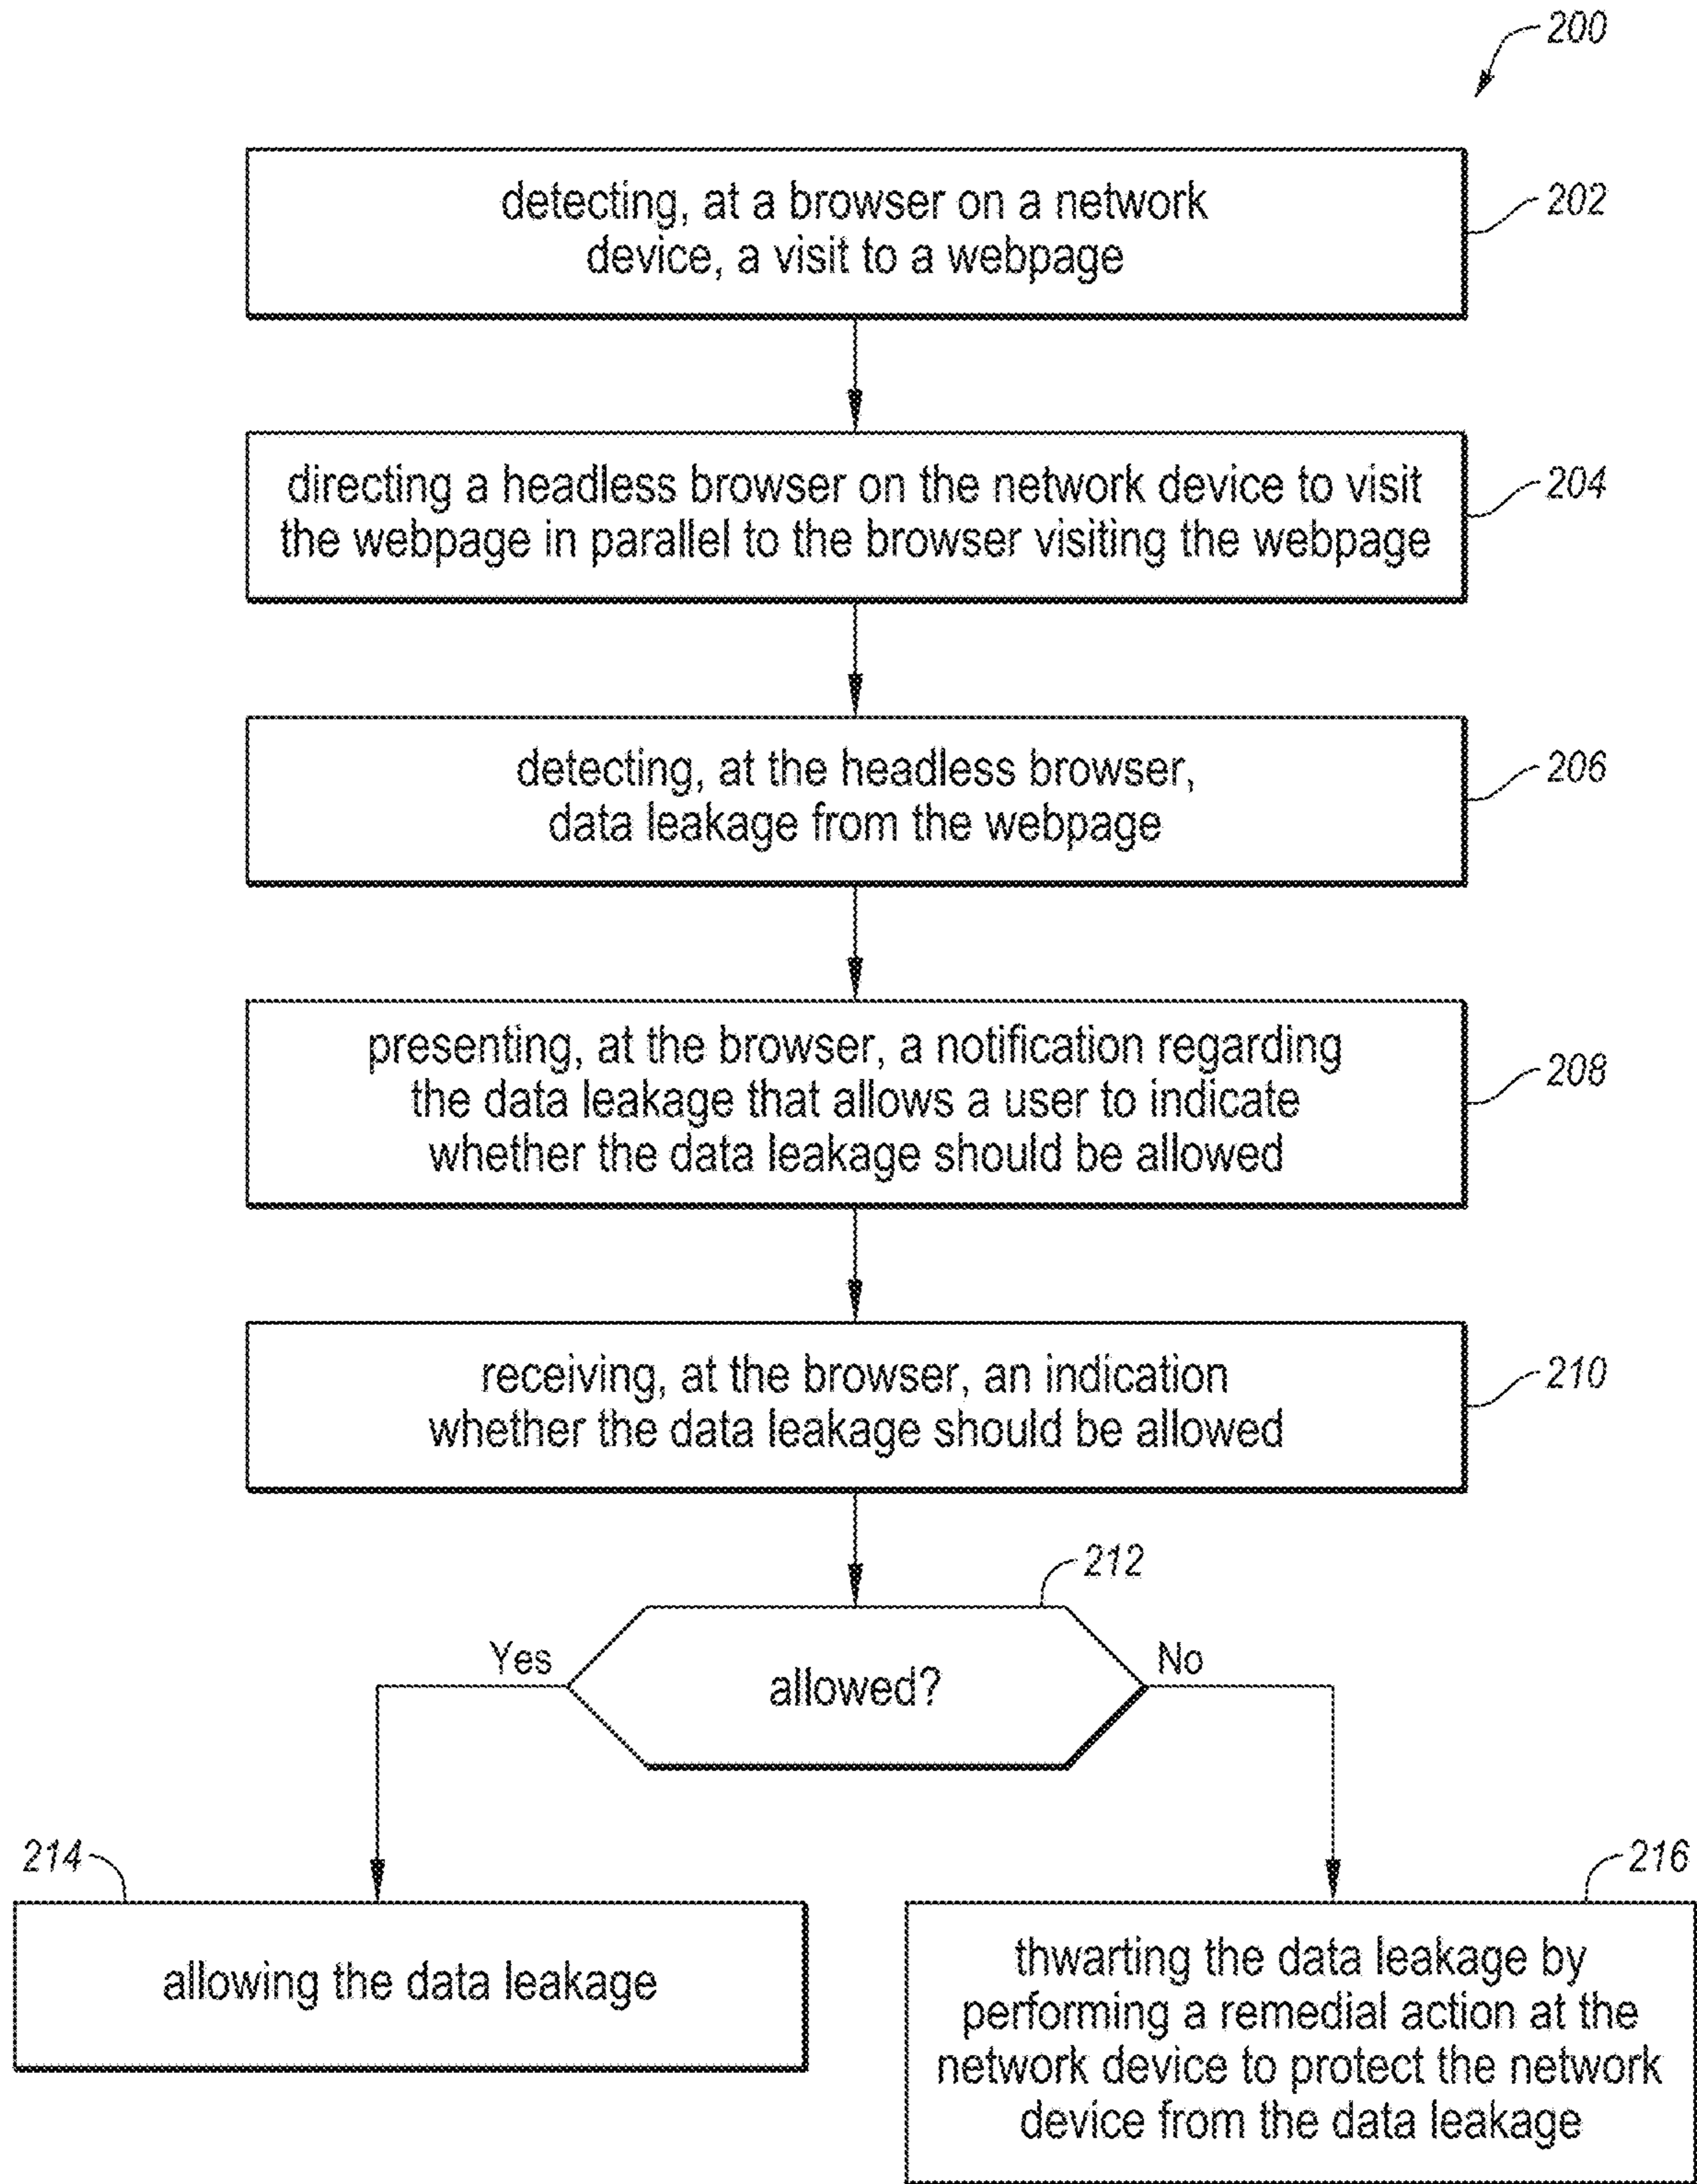 200
detecting, at a browser on a network
device, a visit to a webpage
202
directing a headless browser on the network device to visit
the webpage in parallel to the browser visiting the webpage
204
detecting, at the headless browser,
data leakage from the webpage
206
presenting, at the browser, a notification regarding
the data leakage that allows a user to indicate
whether the data leakage should be allowed
208
receiving, at the browser, an indication
whether the data leakage should be allowed
210
212
Yes
allowed?
No
214
allowing the data leakage
216
thwarting the data leakage by
performing a remedial action at the
network device to protect the network
device from the data leakage